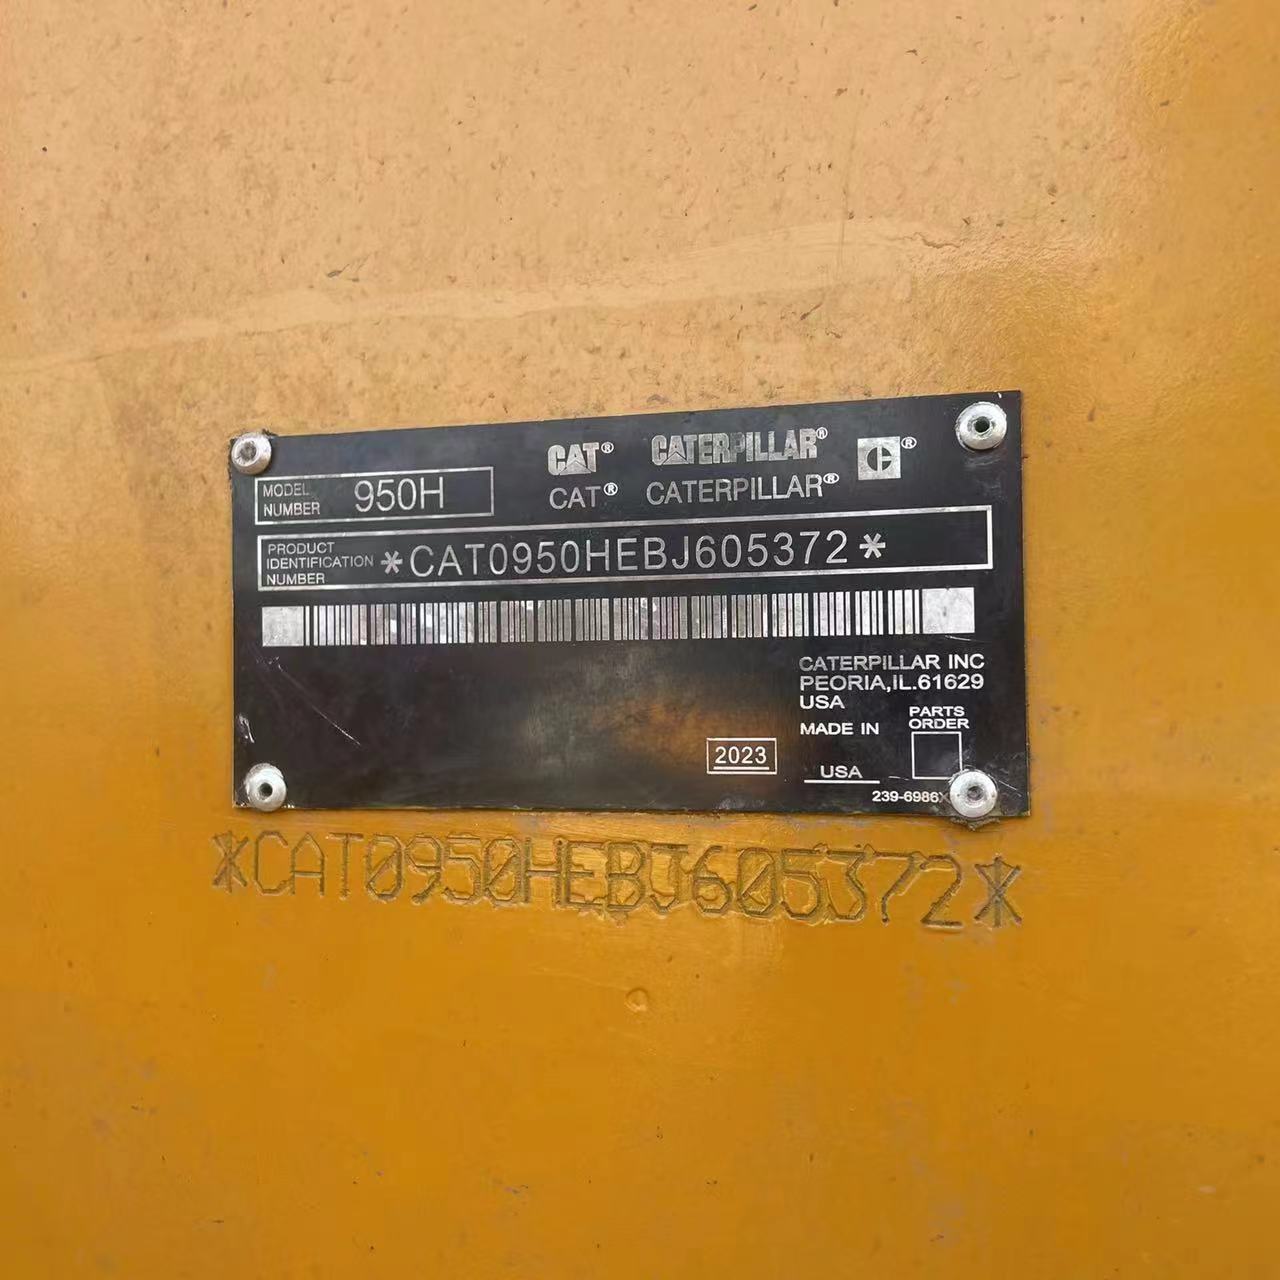 CAT® CATERPILLAR® C®
MODEL NUMBER 950H
CAT® CATERPILLAR®
PRODUCT
IDENTIFICATION
NUMBER
*CAT0950HEBJ605372*
CATERPILLAR INC
PEORIA,IL.61629
USA
MADE IN
USA
PARTS
ORDER
2023
239-6986X
*CAT0950HEBJ605372*